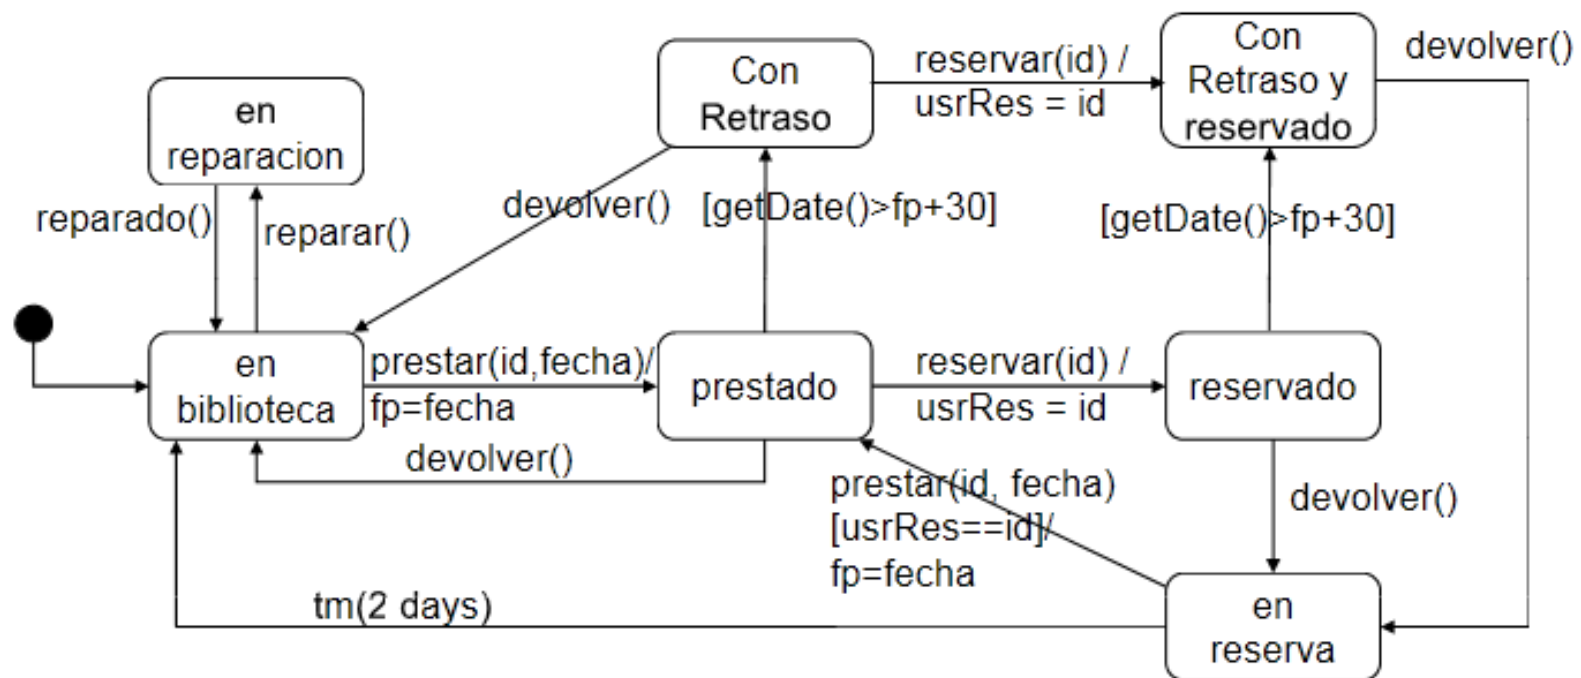 Con
Retraso
reservar(id) /
usrRes = id
Con
Retraso y
reservado
devolver()
en
reparacion
reparado()
reparar()
devolver()
[getDate()>fp+30]
[getDate()>fp+30]
en
biblioteca
prestar(id,fecha)/
fp=fecha
prestado
reservar(id) /
usrRes = id
reservado
devolver()
prestar(id, fecha)
[usrRes==id]/
fp=fecha
devolver()
tm(2 days)
en
reserva